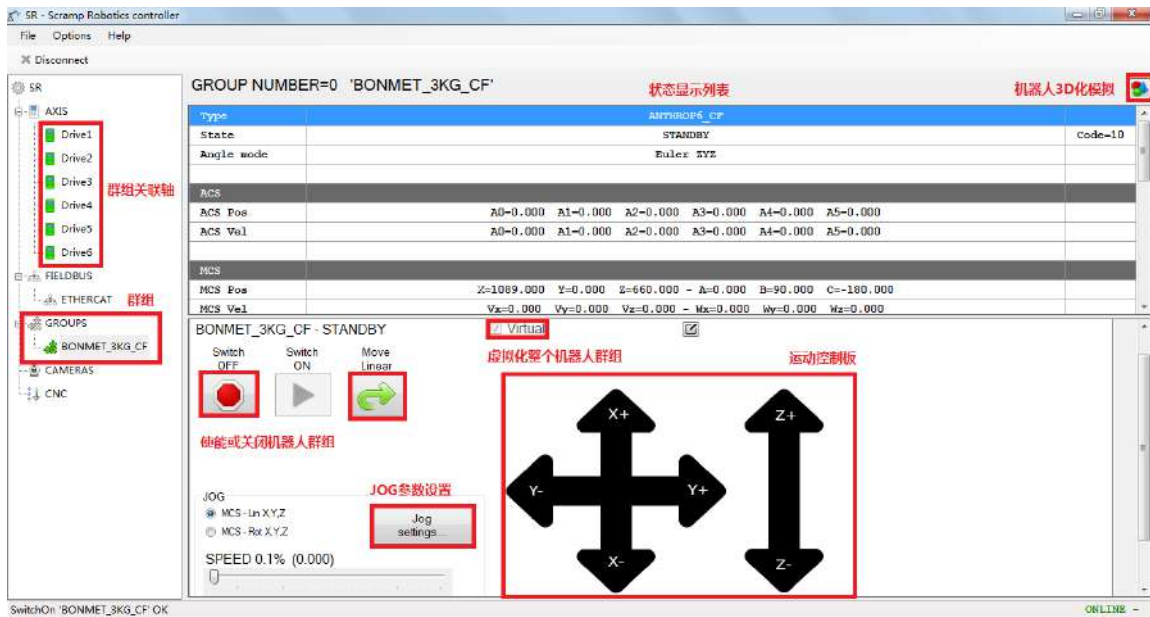 SR - Scramp Robotics controller
File Options Help
Disconnect
SR
AXIS
Drive1
Drive2
Drive3
Drive4
Drive5
Drive6
群组关联轴
FIELDBUS
ETHERCAT
群组
GROUPS
BONMET_3KG_CF
CAMERAS
CNC
GROUP NUMBER=0 'BONMET_3KG_CF'
状态显示列表
机器人3D化模拟
Type ANTHROP6_CF
State STANDBY Code=10
Angle mode Euler ZYZ
ACS
ACS Pos A0=0.000 A1=0.000 A2=0.000 A3=0.000 A4=0.000 A5=0.000
ACS Vel A0=0.000 A1=0.000 A2=0.000 A3=0.000 A4=0.000 A5=0.000
MCS
MCS Pos X=1089.000 Y=0.000 Z=660.000 - A=0.000 B=90.000 C=-180.000
MCS Vel Vx=0.000 Vy=0.000 Vz=0.000 - Wx=0.000 Wy=0.000 Wz=0.000
BONMET_3KG_CF - STANDBY
Virtual
Switch OFF
Switch ON
Move Linear
虚拟化整个机器人群组
运动控制板
使能或关闭机器人群组
X+
Z+
Y-
Y+
X-
Z-
JOG参数设置
JOG
MCS - Lin X,Y,Z
MCS - Rot X,Y,Z
Jog settings...
SPEED 0.1% (0.000)
SwitchOn 'BONMET_3KG_CF' OK
ONLINE -